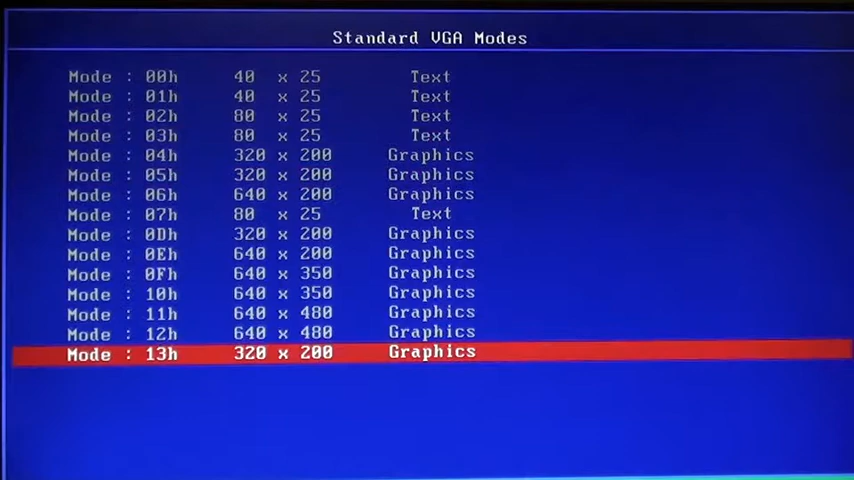 Standard VGA Modes
Mode : 00h 40 x 25 Text
Mode : 01h 40 x 25 Text
Mode : 02h 80 x 25 Text
Mode : 03h 80 x 25 Text
Mode : 04h 320 x 200 Graphics
Mode : 05h 320 x 200 Graphics
Mode : 06h 640 x 200 Graphics
Mode : 07h 80 x 25 Text
Mode : 0Dh 320 x 200 Graphics
Mode : 0Eh 640 x 200 Graphics
Mode : 0Fh 640 x 350 Graphics
Mode : 10h 640 x 350 Graphics
Mode : 11h 640 x 480 Graphics
Mode : 12h 640 x 480 Graphics
Mode : 13h 320 x 200 Graphics